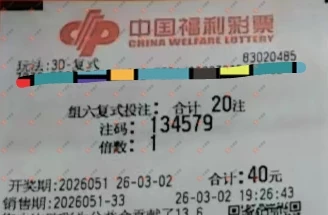 中国福利彩票
CHINA WELFARE LOTTERY
玩法:3D-复式
83020485
组六复式投注: 合计 20注
注码: 134579
倍数: 1
合计:40元
开奖期:2026051 26-03-02
销售期:2026051-33 26-03-02 19:26:43